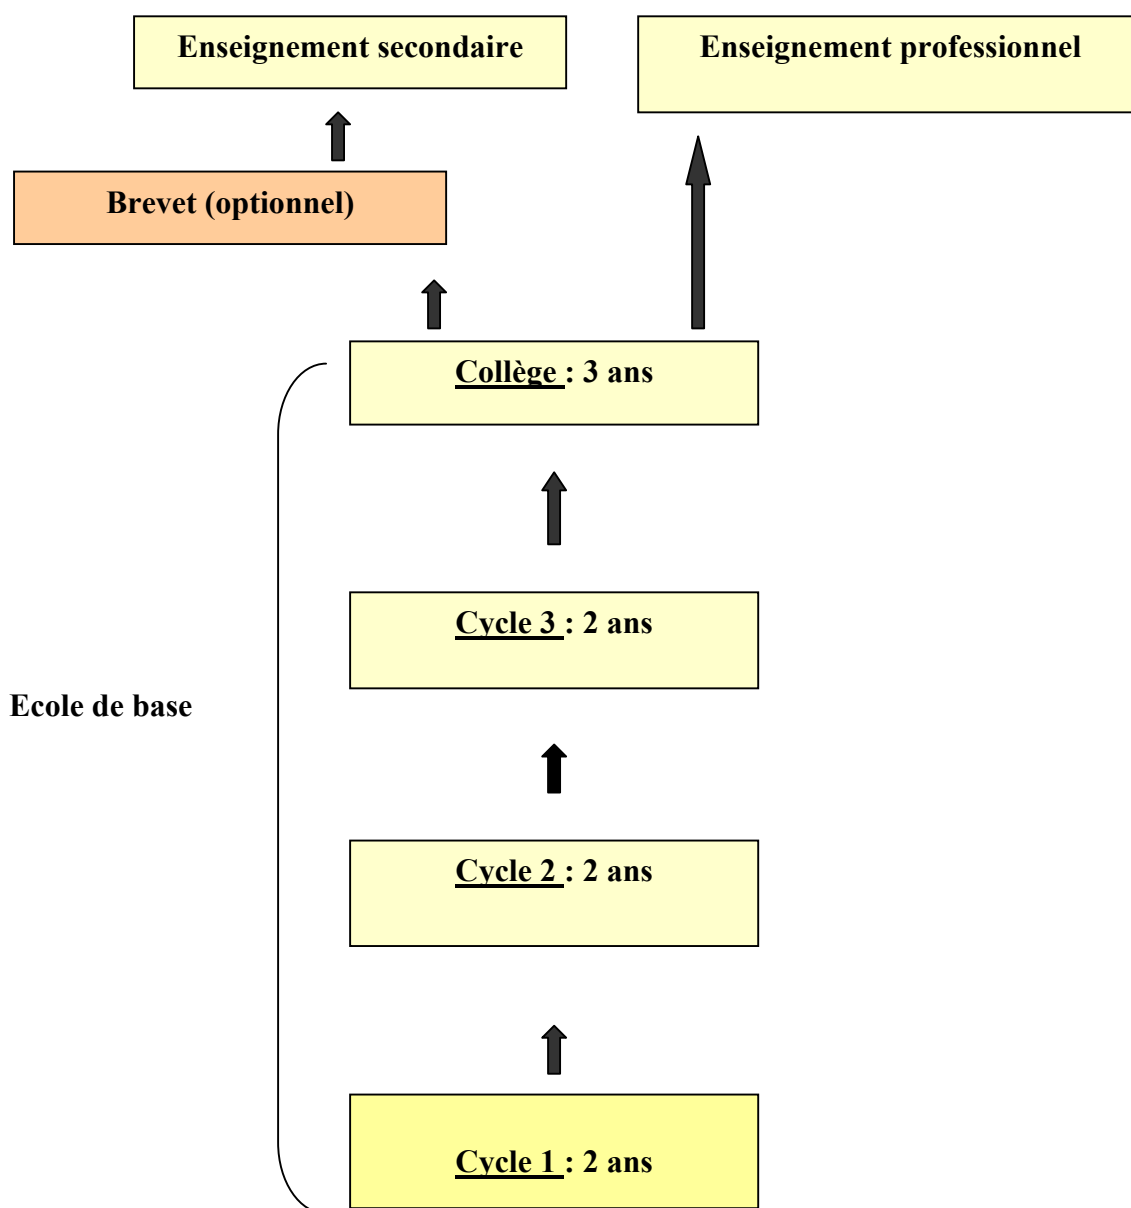 Enseignement secondaire
Enseignement professionnel
Brevet (optionnel)
Collège : 3 ans
Cycle 3 : 2 ans
Ecole de base
Cycle 2 : 2 ans
Cycle 1 : 2 ans